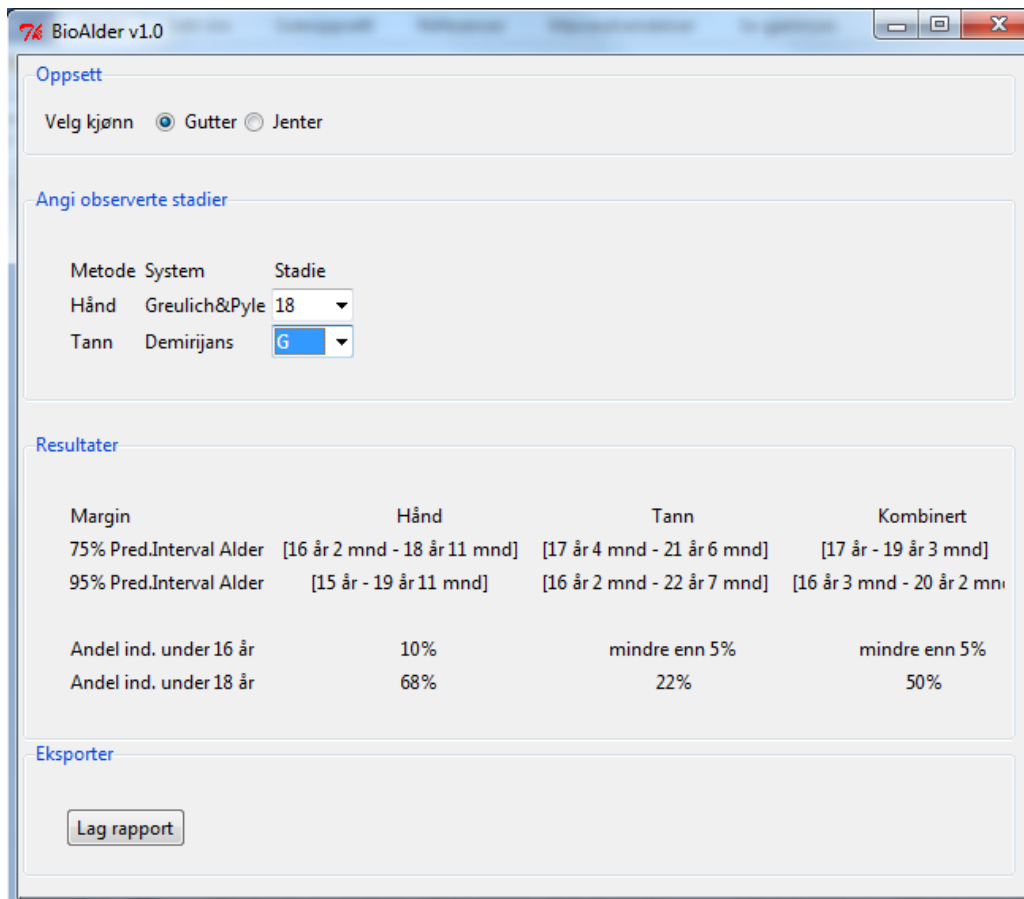 BioAlder v1.0
Oppsett
Velg kjønn Gutter Jenter
Angi observerte stadier
Metode System Stadie
Hånd Greulich&Pyle 18
Tann Demirijans G
Resultater
Margin Hånd Tann Kombinert
75% Pred.Interval Alder [16 år 2 mnd - 18 år 11 mnd] [17 år 4 mnd - 21 år 6 mnd] [17 år - 19 år 3 mnd]
95% Pred.Interval Alder [15 år - 19 år 11 mnd] [16 år 2 mnd - 22 år 7 mnd] [16 år 3 mnd - 20 år 2 mn
Andel ind. under 16 år 10% mindre enn 5% mindre enn 5%
Andel ind. under 18 år 68% 22% 50%
Eksporter
Lag rapport